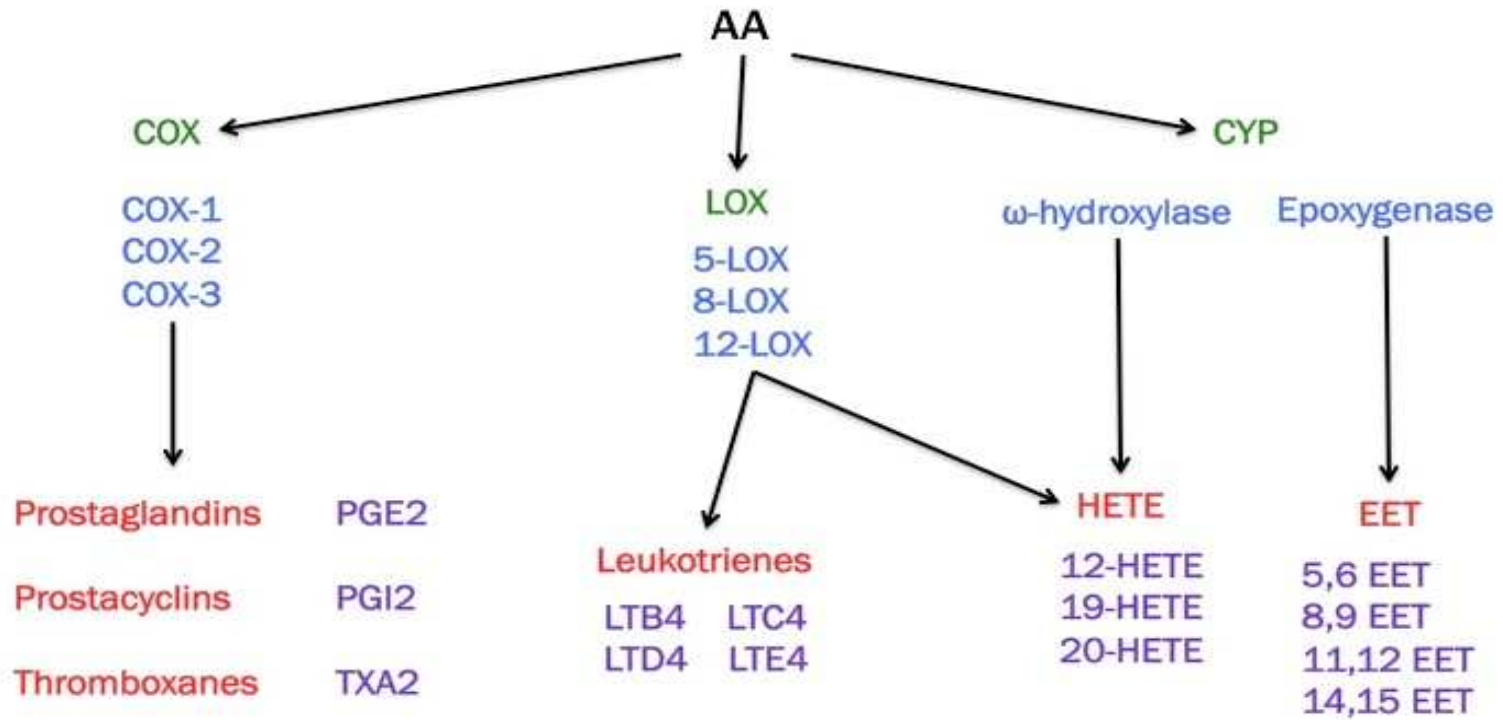 AA
COX
COX-1
COX-2
COX-3
Prostaglandins PGE2
Prostacyclins PGI2
Thromboxanes TXA2
LOX
5-LOX
8-LOX
12-LOX
Leukotrienes
LTB4 LTC4
LTD4 LTE4
CYP
ω-hydroxylase Epoxygenase
HETE
12-HETE
19-HETE
20-HETE
EET
5,6 EET
8,9 EET
11,12 EET
14,15 EET